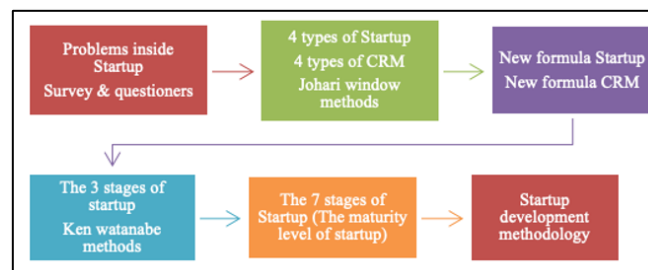 Problems inside
Startup
Survey & questioners
4 types of Startup
4 types of CRM
Johari window
methods
New formula Startup
New formula CRM
The 3 stages of
startup
Ken watanabe
methods
The 7 stages of
Startup (The maturity
level of startup)
Startup
development
methodology